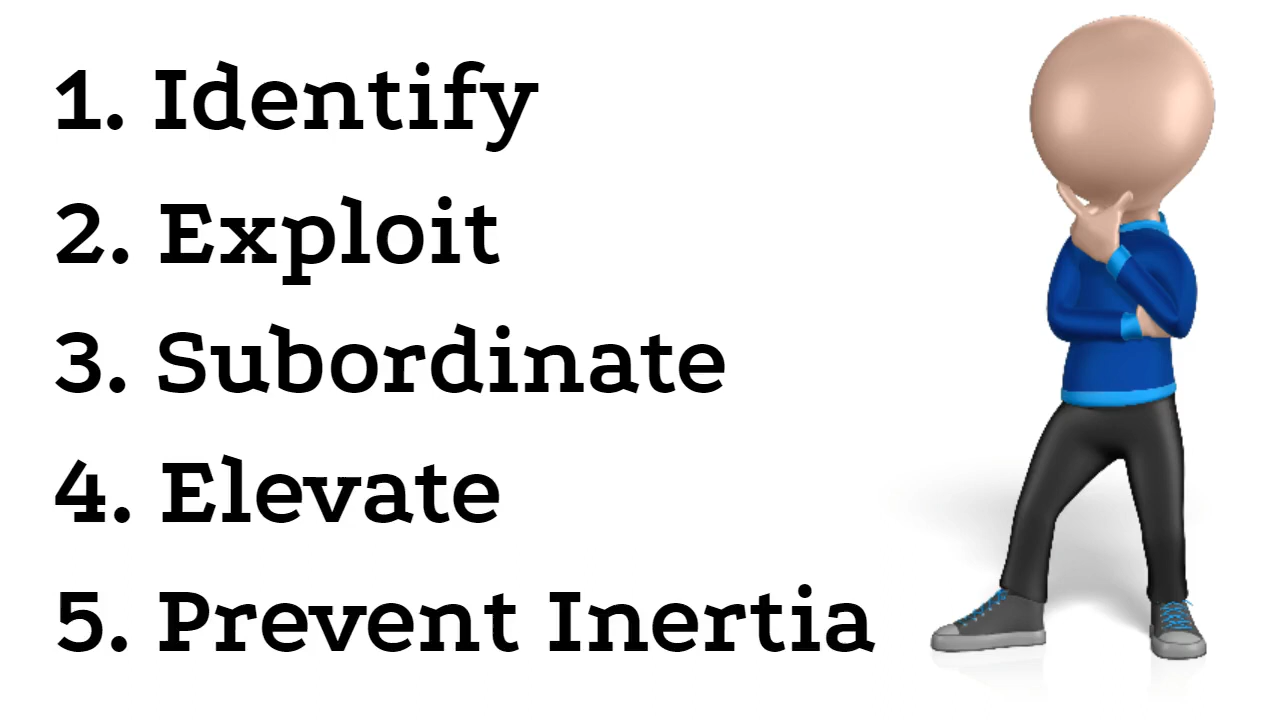 1. Identify
2. Exploit
3. Subordinate
4. Elevate
5. Prevent Inertia